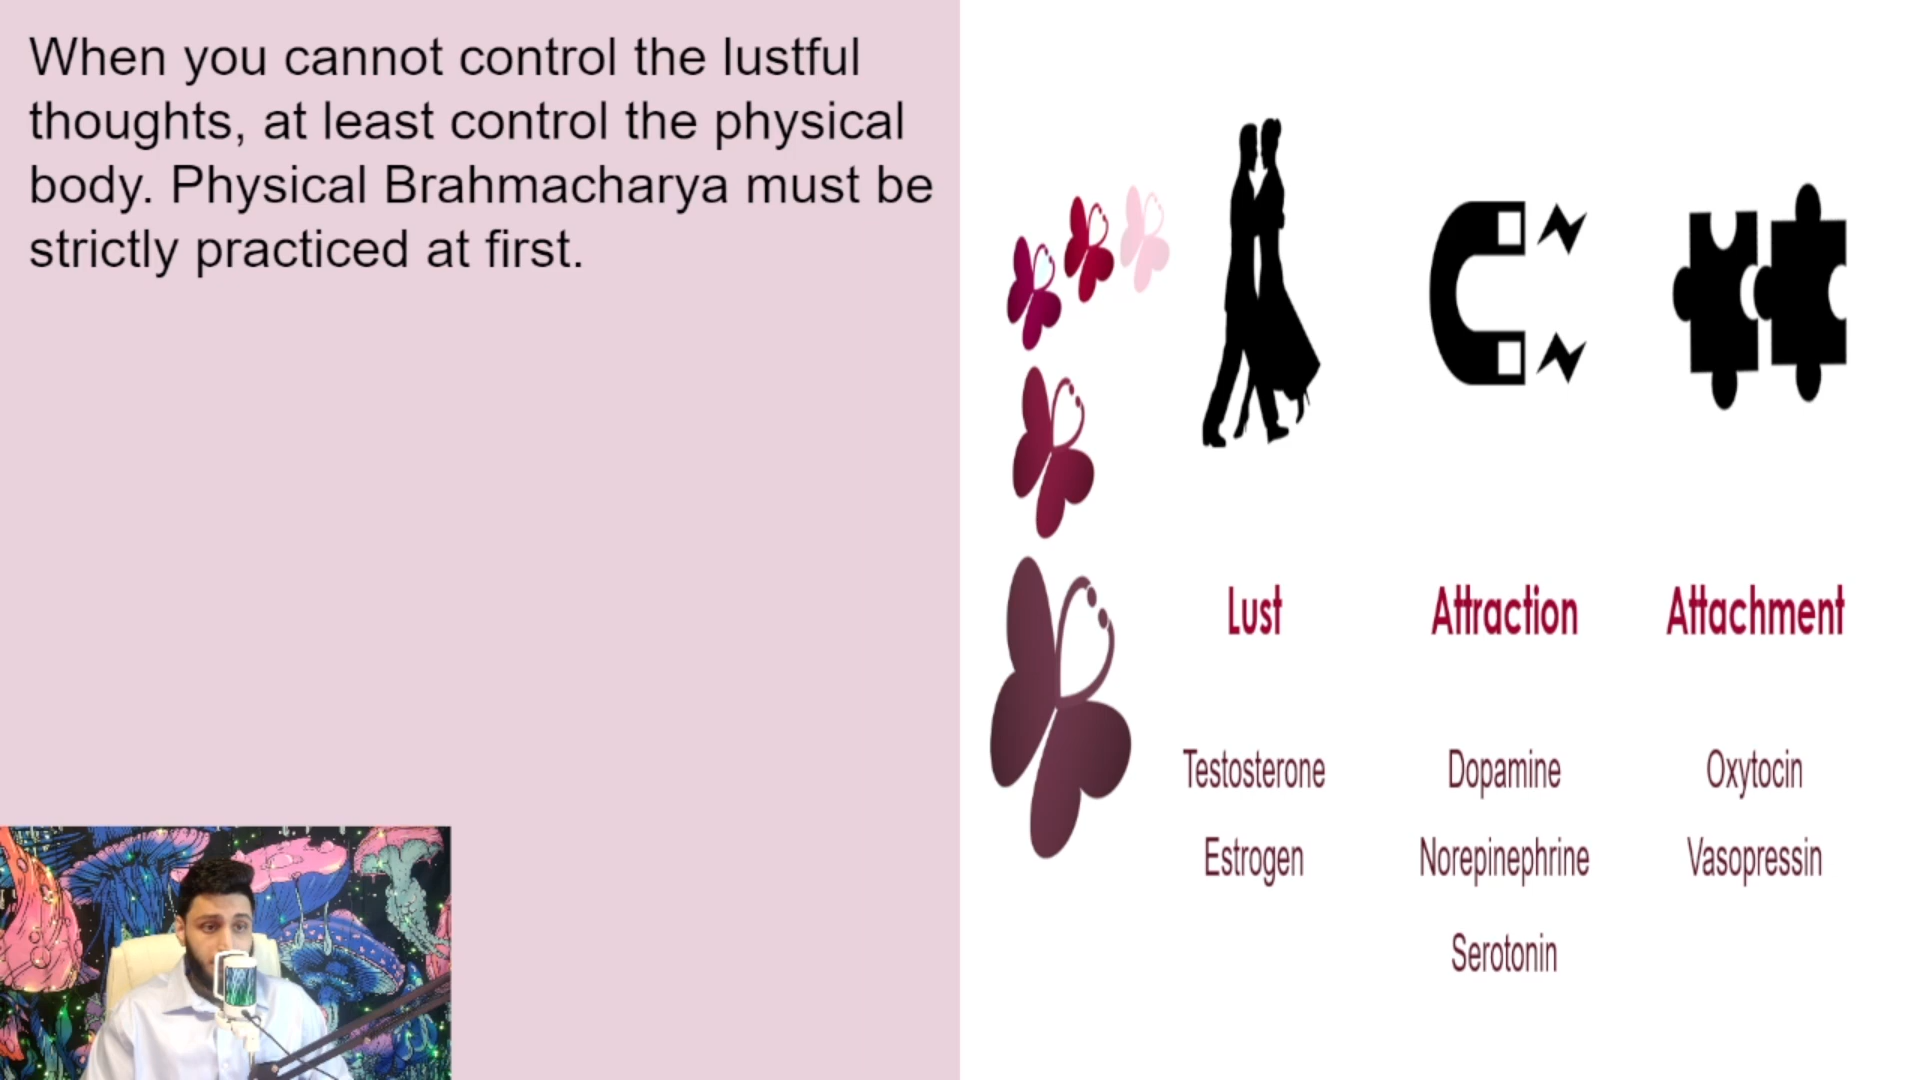 When you cannot control the lustful
thoughts, at least control the physical
body. Physical Brahmacharya must be
strictly practiced at first.
Lust
Attraction
Attachment
Testosterone
Dopamine
Oxytocin
Estrogen
Norepinephrine
Vasopressin
Serotonin